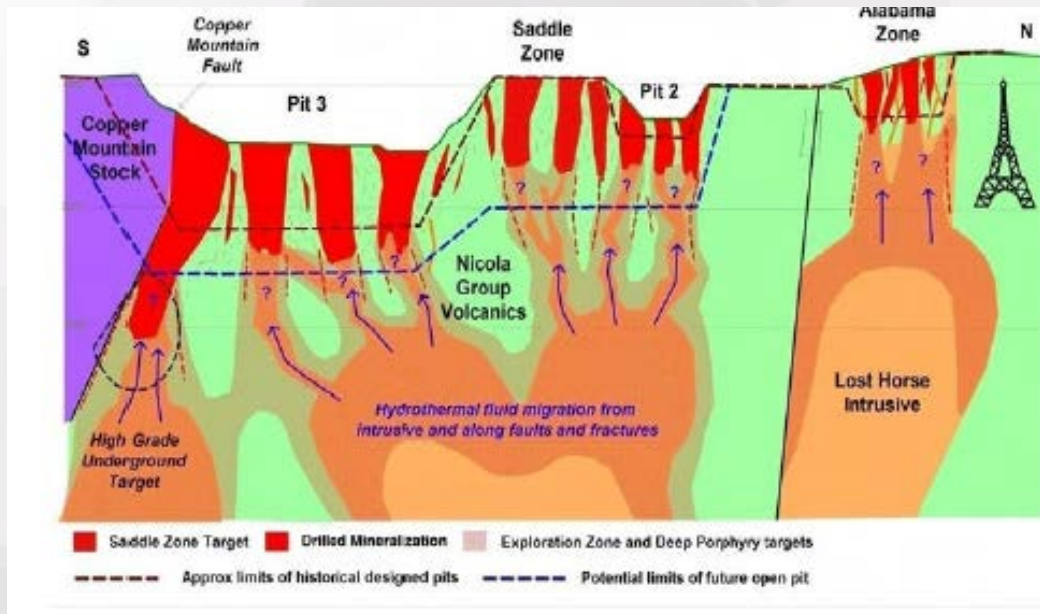 S
Copper
Mountain
Fault
Pit 3
Saddle
Zone
Pit 2
Alabama
Zone
N
Copper
Mountain
Stock
?
?
?
?
?
?
?
?
?
Nicola
Group
Volcanics
Lost Horse
Intrusive
High Grade
Underground
Target
Hydrothermal fluid migration from
intrusive and along faults and fractures
Saddle Zone Target Drilled Mineralization Exploration Zone and Deep Porphyry targets
Approx limits of historical designed pits Potential limits of future open pit